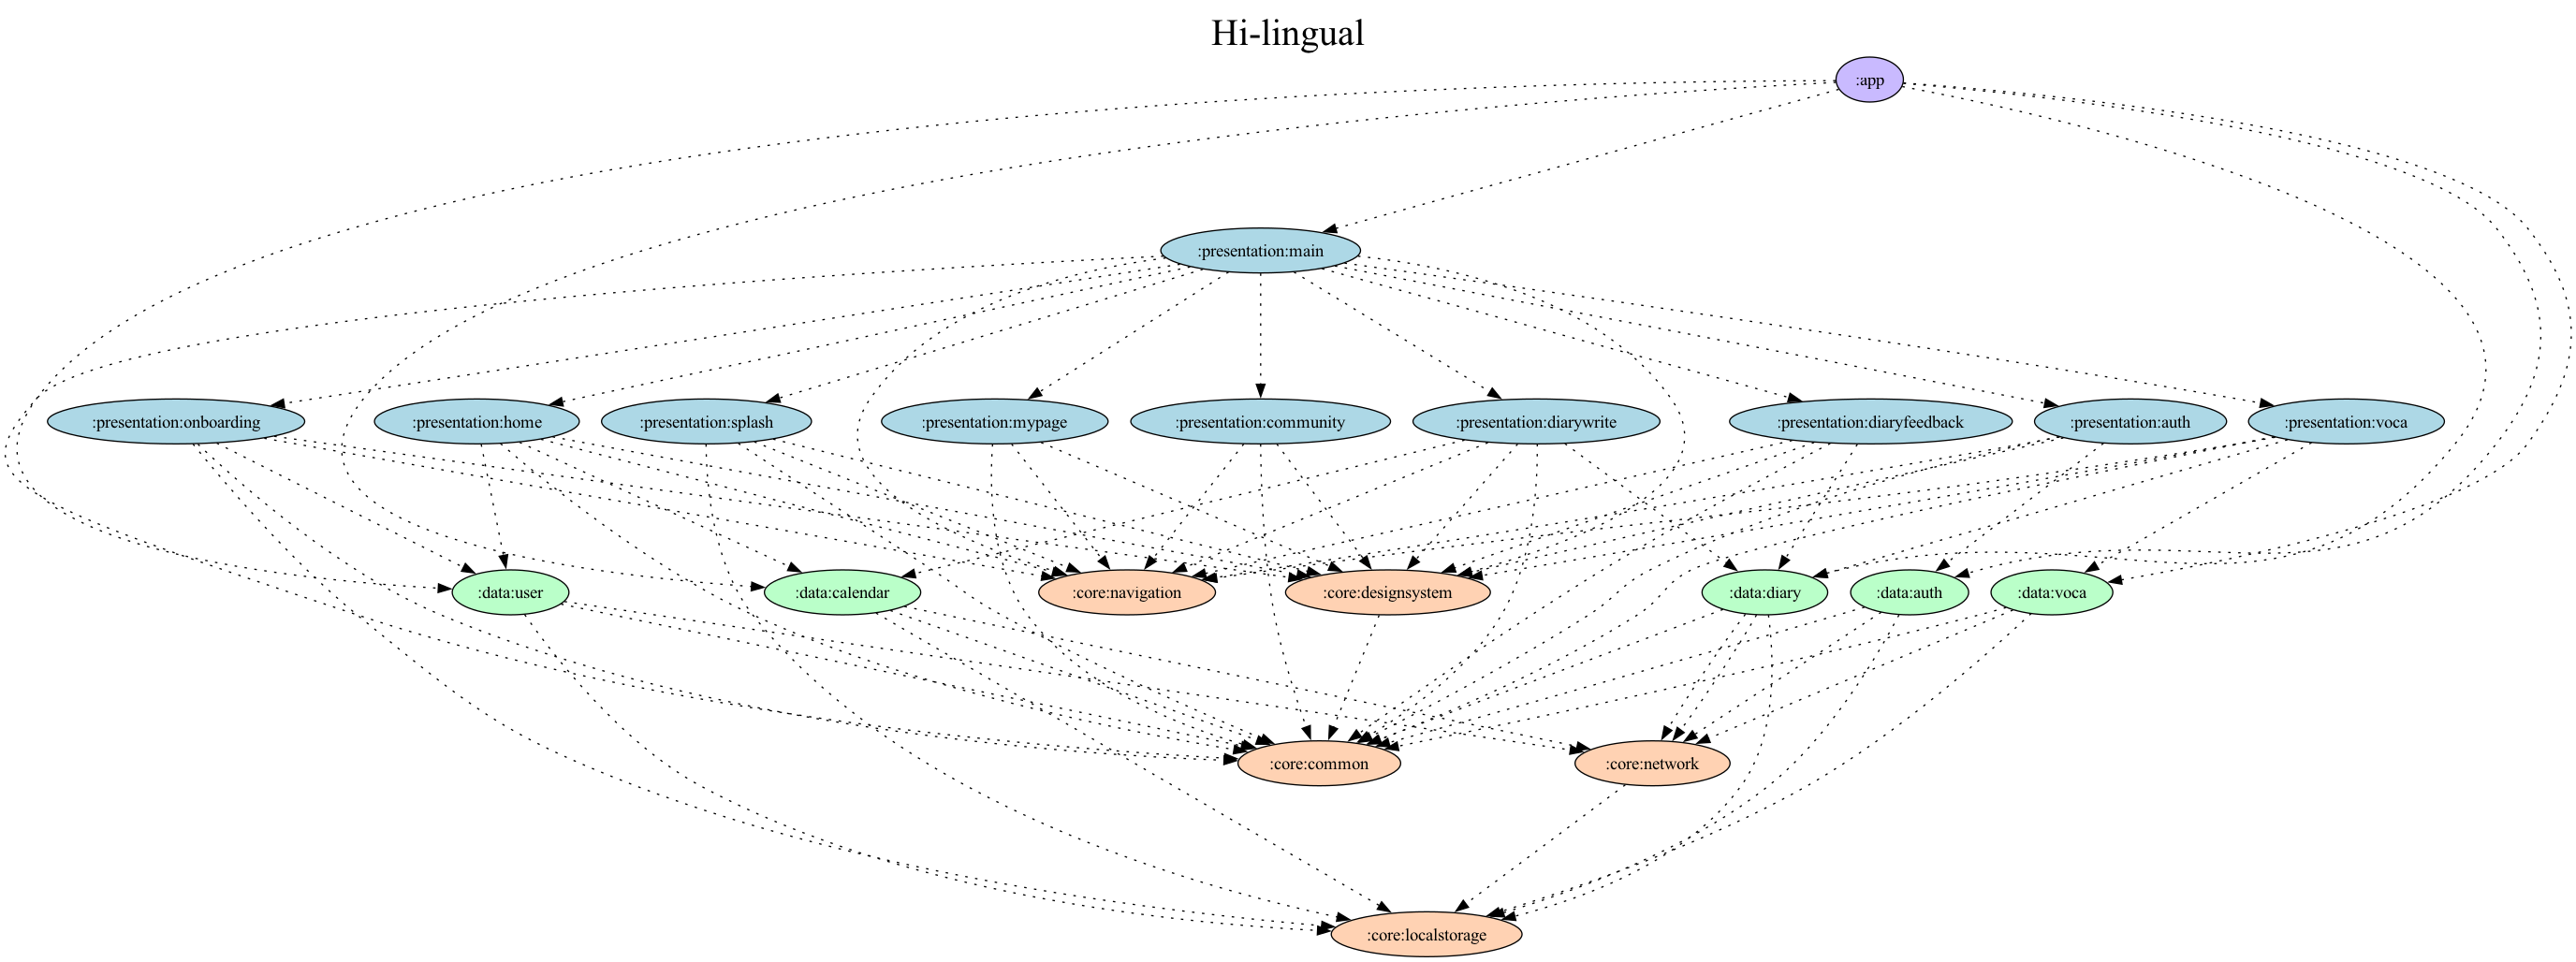 Hi-lingual
:app
:presentation:main
:presentation:onboarding
:presentation:home
:presentation:splash
:presentation:mypage
:presentation:community
:presentation:diarywrite
:presentation:diaryfeedback
:presentation:auth
:presentation:voca
:data:user
:data:calendar
:core:navigation
:core:designsystem
:data:diary
:data:auth
:data:voca
:core:common
:core:network
:core:localstorage